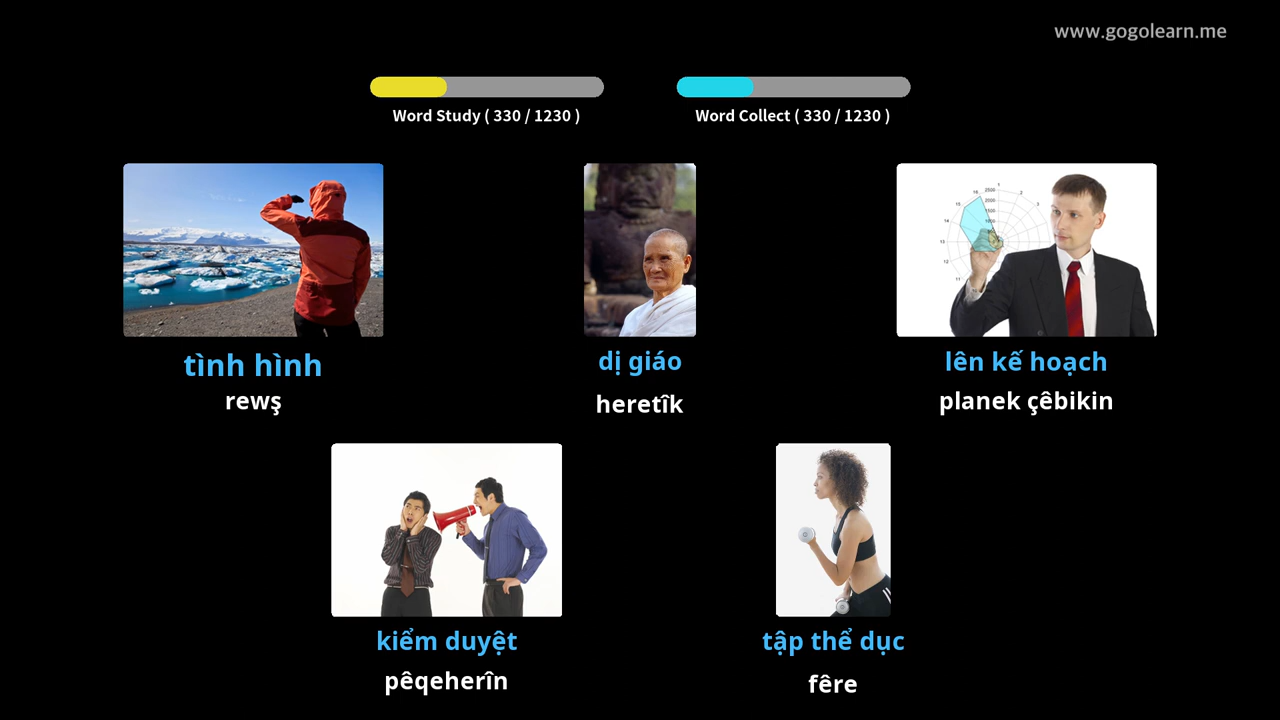 www.gogolearn.me
Word Study ( 330 / 1230 )
Word Collect ( 330 / 1230 )
tình hình
rewş
dị giáo
heretîk
lên kế hoạch
planek çêbikin
kiểm duyệt
pêqeherîn
tập thể dục
fêre